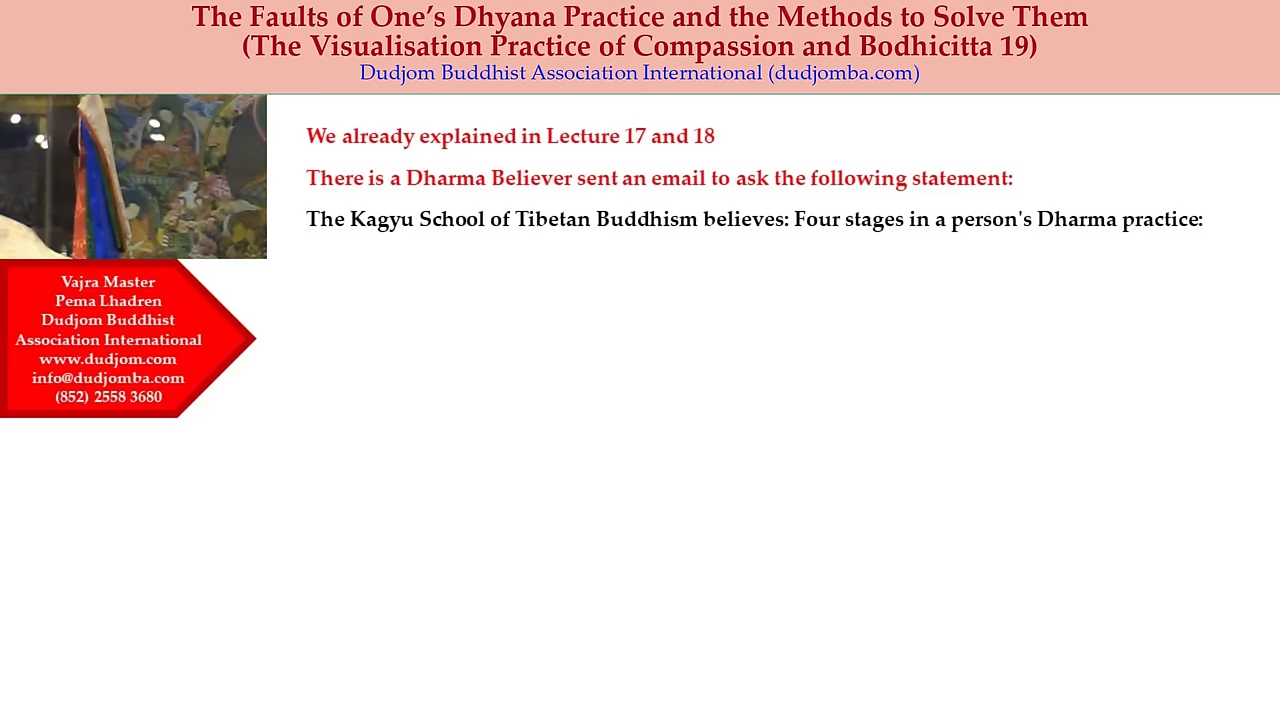 The Faults of One’s Dhyana Practice and the Methods to Solve Them
(The Visualisation Practice of Compassion and Bodhicitta 19)
Dudjom Buddhist Association International (dudjomba.com)
We already explained in Lecture 17 and 18
There is a Dharma Believer sent an email to ask the following statement:
The Kagyu School of Tibetan Buddhism believes: Four stages in a person's Dharma practice:
Vajra Master
Pema Lhadren
Dudjom Buddhist
Association International
www.dudjom.com
info@dudjomba.com
(852) 2558 3680